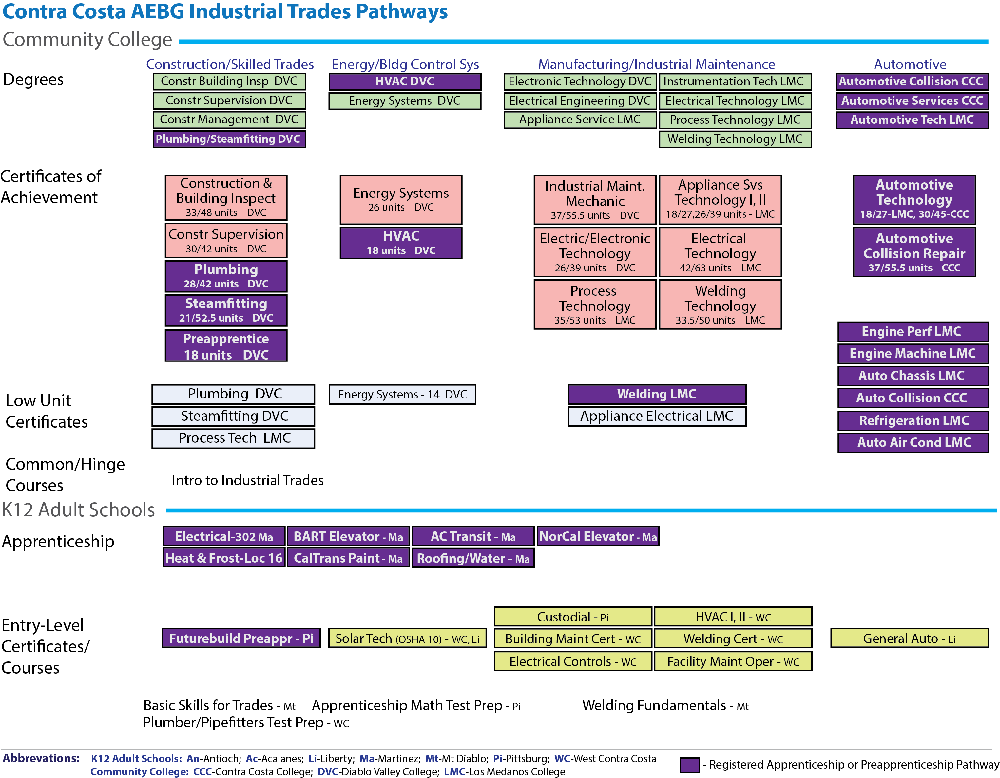 Contra Costa AEBG Industrial Trades Pathways
Community College
Construction/Skilled Trades
Energy/Bldg Control Sys
Manufacturing/Industrial Maintenance
Automotive
Degrees
Constr Building Insp DVC
Constr Supervision DVC
Constr Management DVC
Plumbing/Steamfitting DVC
HVAC DVC
Energy Systems DVC
Electronic Technology DVC
Electrical Engineering DVC
Appliance Service LMC
Instrumentation Tech LMC
Electrical Technology LMC
Process Technology LMC
Welding Technology LMC
Automotive Collision CCC
Automotive Services CCC
Automotive Tech LMC
Certificates of
Achievement
Construction &
Building Inspect
33/48 units DVC
Constr Supervision
30/42 units DVC
Plumbing
28/42 units DVC
Steamfitting
21/52.5 units DVC
Preapprentice
18 units DVC
Energy Systems
26 units DVC
HVAC
18 units DVC
Industrial Maint.
Mechanic
37/55.5 units DVC
Electric/Electronic
Technology
26/39 units DVC
Process
Technology
35/53 units LMC
Appliance Svs
Technology I, II
18/27,26/39 units - LMC
Electrical
Technology
42/63 units LMC
Welding
Technology
33.5/50 units LMC
Automotive
Technology
18/27-LMC, 30/45-CCC
Automotive
Collision Repair
37/55.5 units CCC
Engine Perf LMC
Engine Machine LMC
Auto Chassis LMC
Auto Collision CCC
Refrigeration LMC
Auto Air Cond LMC
Low Unit
Certificates
Plumbing DVC
Steamfitting DVC
Process Tech LMC
Energy Systems - 14 DVC
Welding LMC
Appliance Electrical LMC
Common/Hinge
Courses
Intro to Industrial Trades
K12 Adult Schools
Apprenticeship
Electrical-302 Ma
BART Elevator - Ma
AC Transit - Ma
NorCal Elevator - Ma
Heat & Frost-Loc 16
CalTrans Paint - Ma
Roofing/Water - Ma
Entry-Level
Certificates/
Courses
Futurebuild Preappr - Pi
Solar Tech (OSHA 10) - WC, Li
Custodial - Pi
HVAC I, II - WC
Building Maint Cert - WC
Welding Cert - WC
Electrical Controls - WC
Facility Maint Oper - WC
General Auto - Li
Basic Skills for Trades - Mt
Apprenticeship Math Test Prep - Pi
Welding Fundamentals - Mt
Plumber/Pipefitters Test Prep - WC
Abbrevations: K12 Adult Schools: An-Antioch; Ac-Acalanes; Li-Liberty; Ma-Martinez; Mt-Mt Diablo; Pi-Pittsburg; WC-West Contra Costa
Community College: CCC-Contra Costa College; DVC-Diablo Valley College; LMC-Los Medanos College
- Registered Apprenticeship or Preapprenticeship Pathway